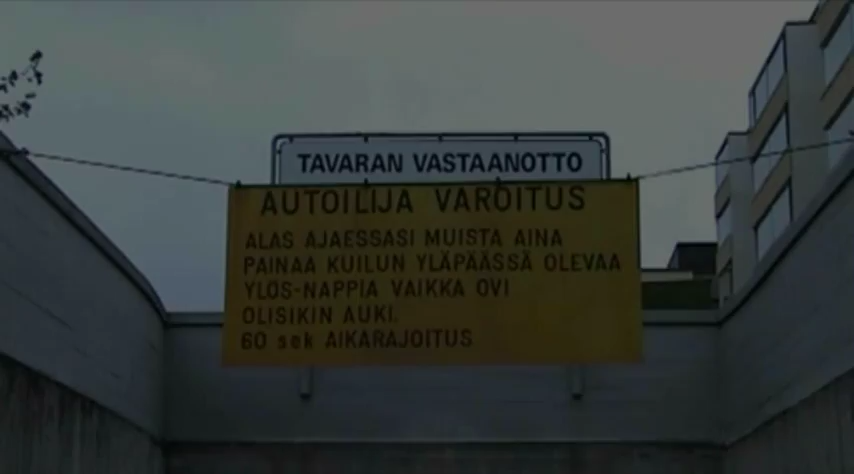 TAVARAN VASTAANOTTO
AUTOILIJA VAROITUS
ALAS AJAESSASI MUISTA AINA
PAINAA KUILUN YLÄPÄÄSSÄ OLEVAA
YLÖS-NAPPIA VAIKKA OVI
OLISIKIN AUKI.
60 sek AIKARAJOITUS